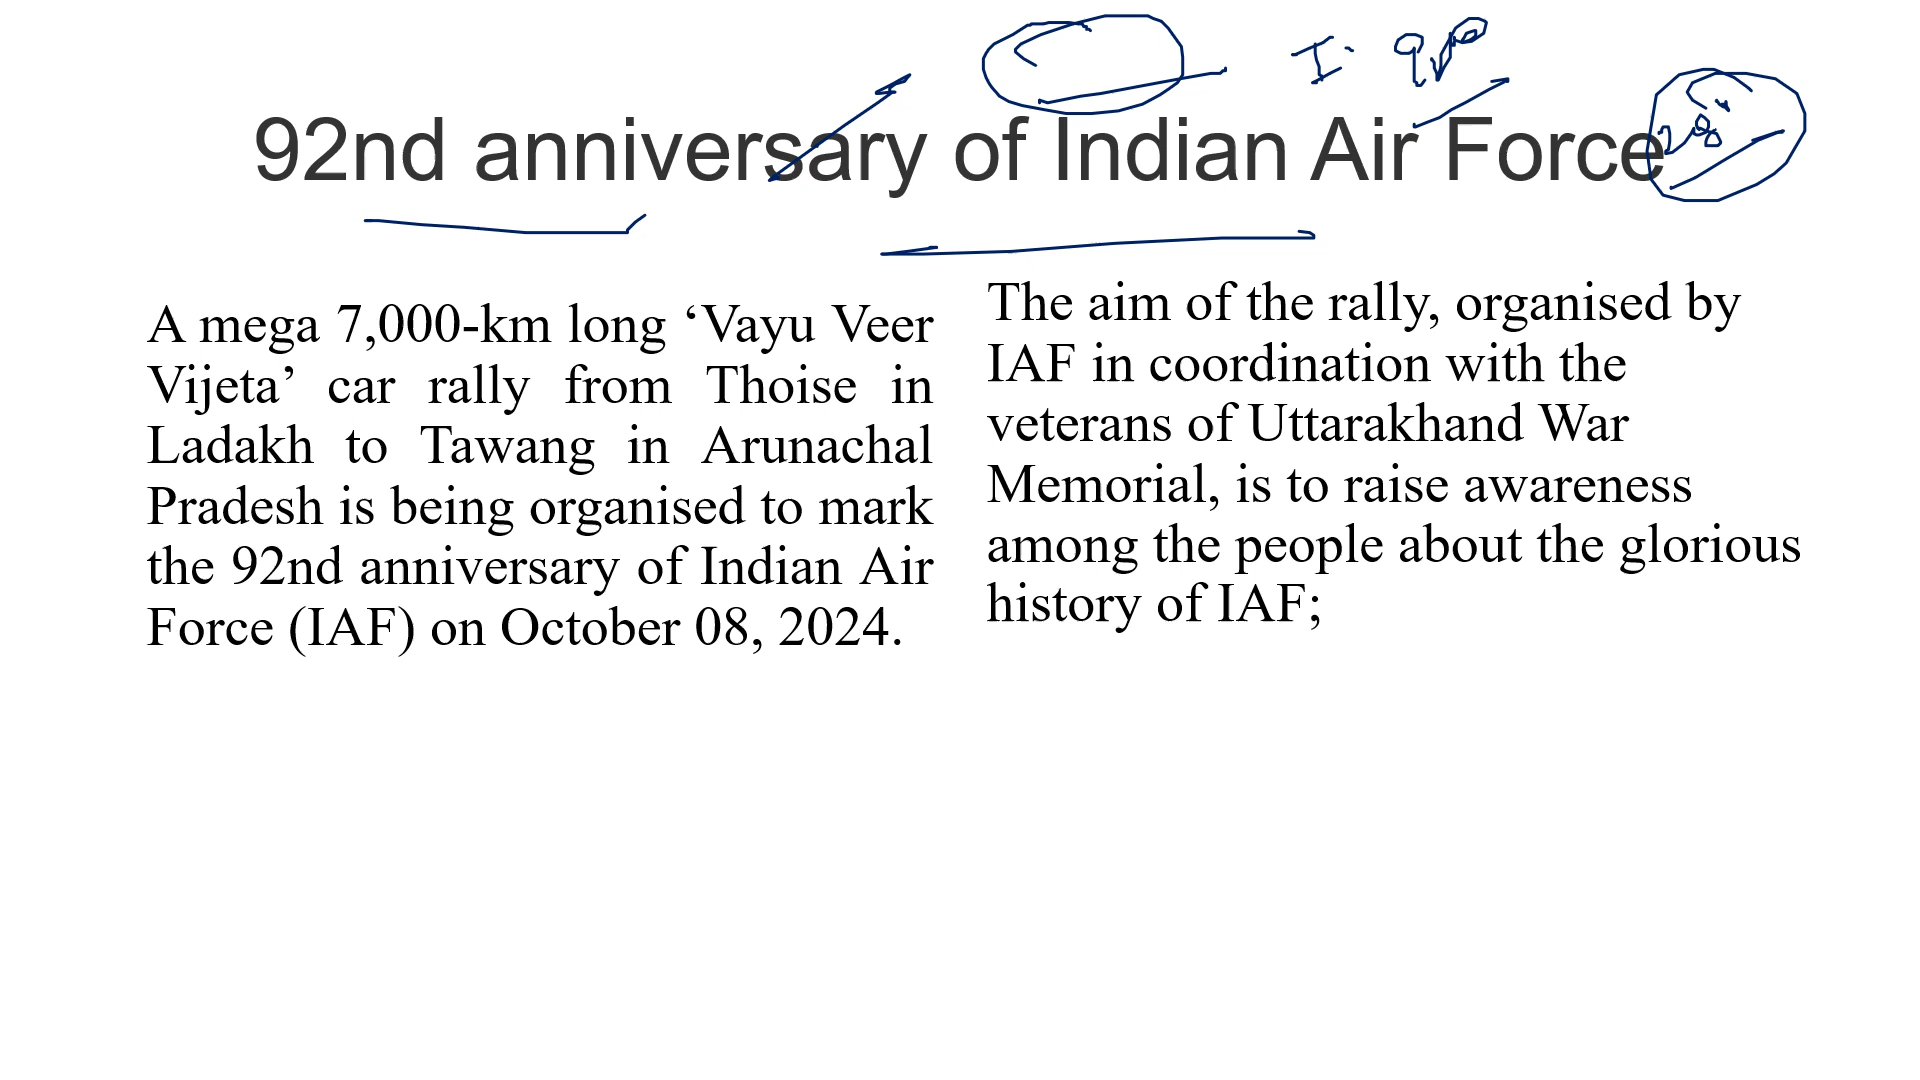 92nd anniversary of Indian Air Force
A mega 7,000-km long ‘Vayu Veer
Vijeta’ car rally from Thoise in
Ladakh to Tawang in Arunachal
Pradesh is being organised to mark
the 92nd anniversary of Indian Air
Force (IAF) on October 08, 2024.
The aim of the rally, organised by
IAF in coordination with the
veterans of Uttarakhand War
Memorial, is to raise awareness
among the people about the glorious
history of IAF;